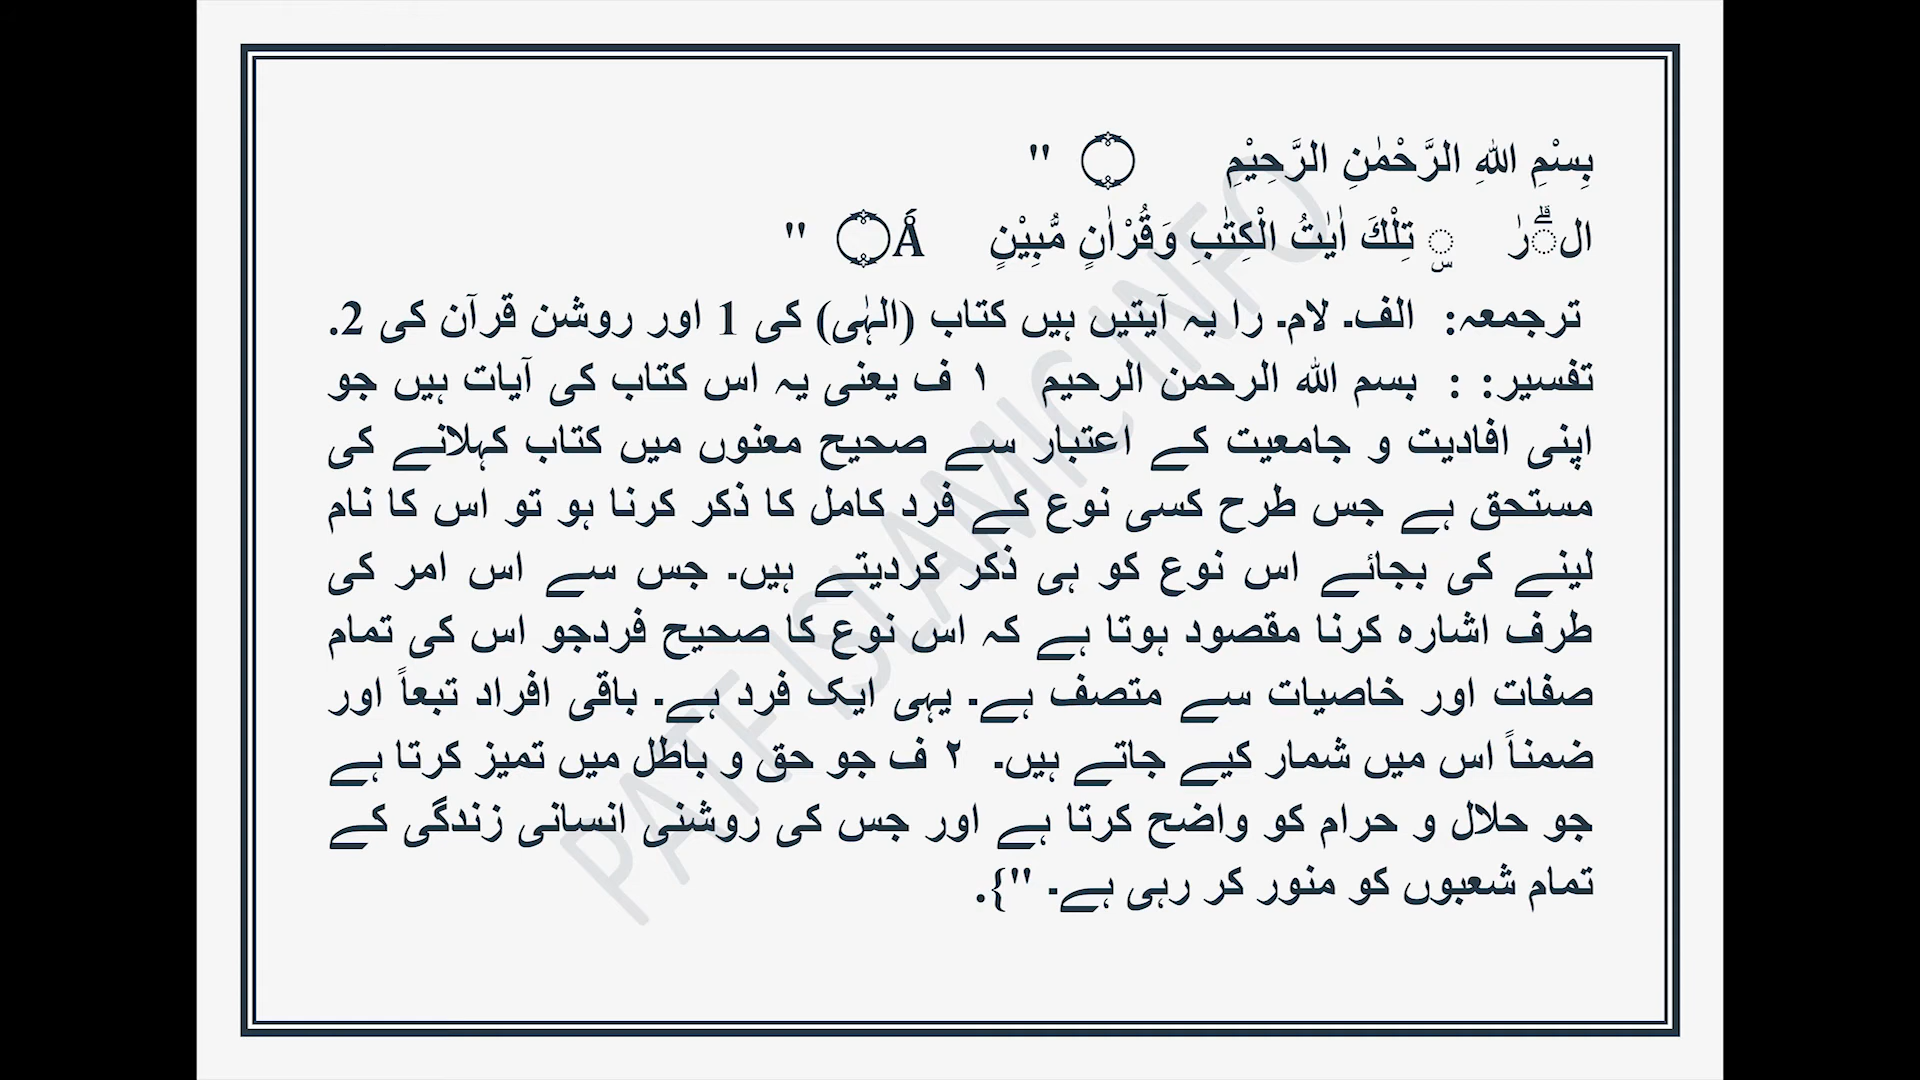 بِسْمِ اللهِ الرَّحْمٰنِ الرَّحِيْمِ ۝ "
الۗرٰ ۣ تِلْكَ اٰيٰتُ الْكِتٰبِ وَقُرْاٰنٍ مُّبِيْنٍ Ǻ۝ "
ترجمعہ: الف۔ لام۔ را یہ آیتیں ہیں کتاب (الہٰی) کی 1 اور روشن قرآن کی 2.
تفسیر: : بسم اللہ الرحمن الرحیم ١ ف یعنی یہ اس کتاب کی آیات ہیں جو
اپنی افادیت و جامعیت کے اعتبار سے صحیح معنوں میں کتاب کہلانے کی
مستحق ہے جس طرح کسی نوع کے فرد کامل کا ذکر کرنا ہو تو اس کا نام
لینے کی بجائے اس نوع کو ہی ذکر کردیتے ہیں۔ جس سے اس امر کی
طرف اشارہ کرنا مقصود ہوتا ہے کہ اس نوع کا صحیح فردجو اس کی تمام
صفات اور خاصیات سے متصف ہے۔ یہی ایک فرد ہے۔ باقی افراد تبعاً اور
ضمناً اس میں شمار کیے جاتے ہیں۔ ٢ ف جو حق و باطل میں تمیز کرتا ہے
جو حلال و حرام کو واضح کرتا ہے اور جس کی روشنی انسانی زندگی کے
تمام شعبوں کو منور کر رہی ہے۔ "}.
PATF ISLAMIC INFO